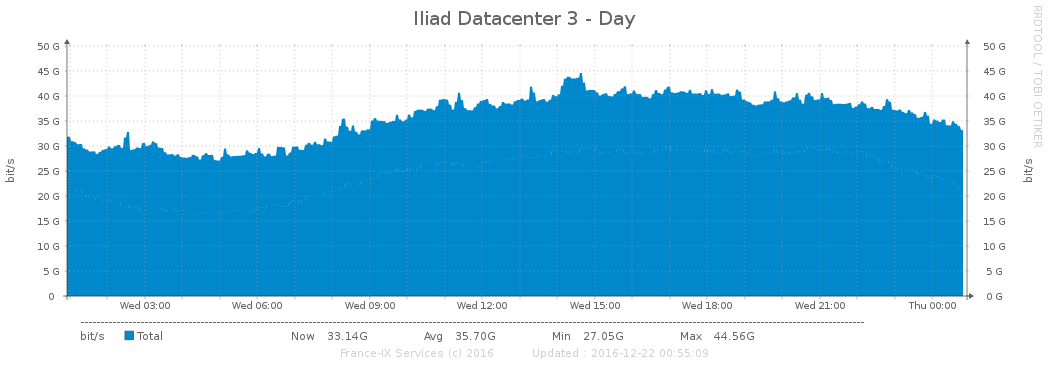 Iliad Datacenter 3 - Day
RRDTOOL / TOBI OETIKER
bit/s
50 G 50 G
45 G 45 G
40 G 40 G
35 G 35 G
30 G 30 G
25 G 25 G
20 G 20 G
15 G 15 G
10 G 10 G
5 G 5 G
0 0 G
bit/s
Wed 03:00 Wed 06:00 Wed 09:00 Wed 12:00 Wed 15:00 Wed 18:00 Wed 21:00 Thu 00:00
bit/s Total Now 33.14G Avg 35.70G Min 27.05G Max 44.56G
France-IX Services (c) 2016 Updated : 2016-12-22 00:55:09